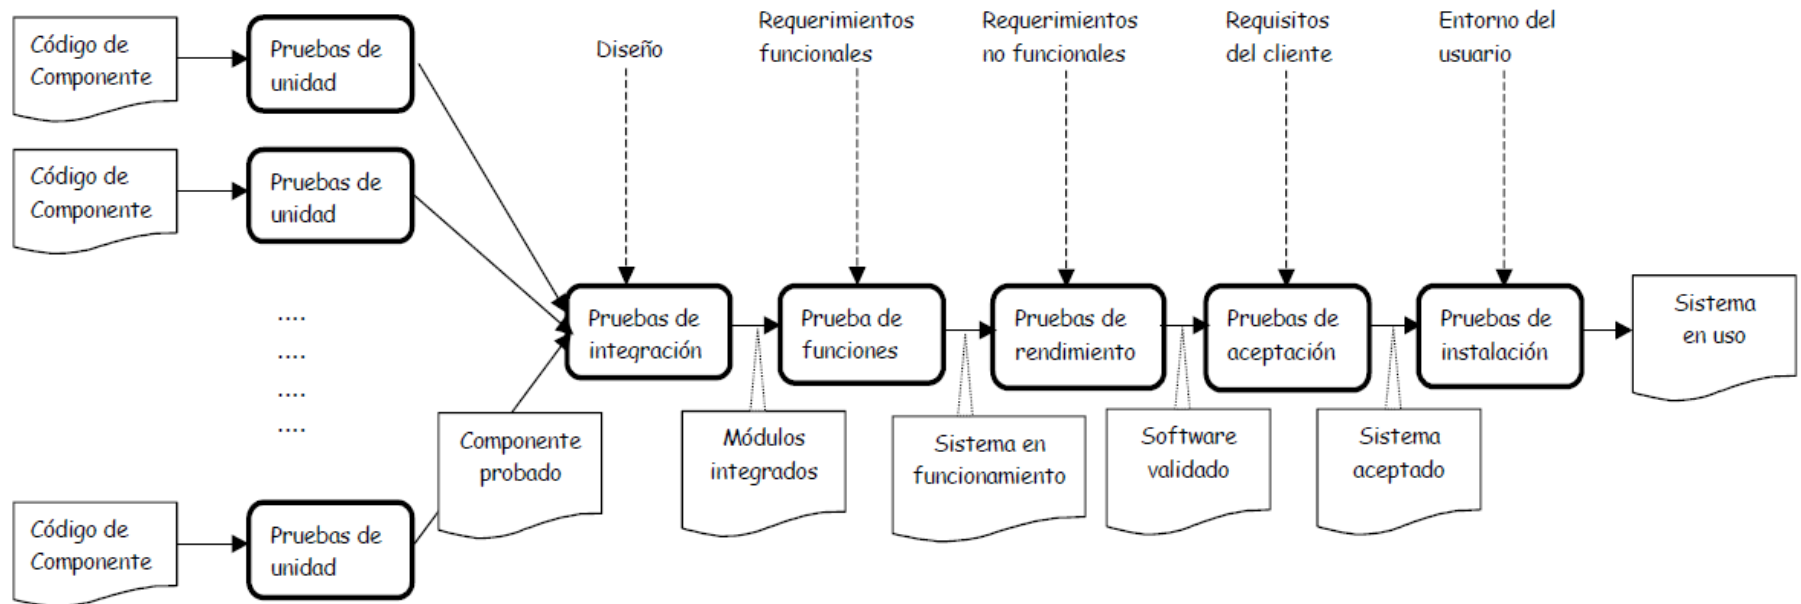 Código de
Componente
Pruebas de
unidad
Código de
Componente
Pruebas de
unidad
....
....
....
....
Código de
Componente
Pruebas de
unidad
Componente
probado
Diseño
Pruebas de
integración
Módulos
integrados
Requerimientos
funcionales
Prueba de
funciones
Sistema en
funcionamiento
Requerimientos
no funcionales
Pruebas de
rendimiento
Software
validado
Requisitos
del cliente
Pruebas de
aceptación
Sistema
aceptado
Entorno del
usuario
Pruebas de
instalación
Sistema
en uso